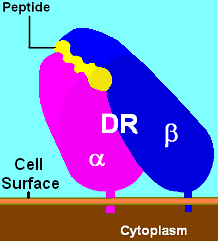 Peptide
DR
α
β
Cell
Surface
Cytoplasm